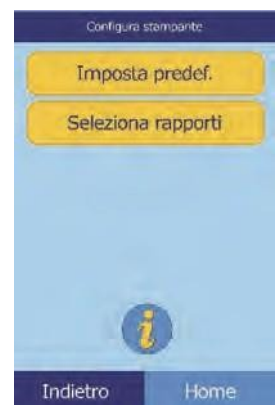 Configura stampante
Imposta predef.
Seleziona rapporti
i
Indietro
Home